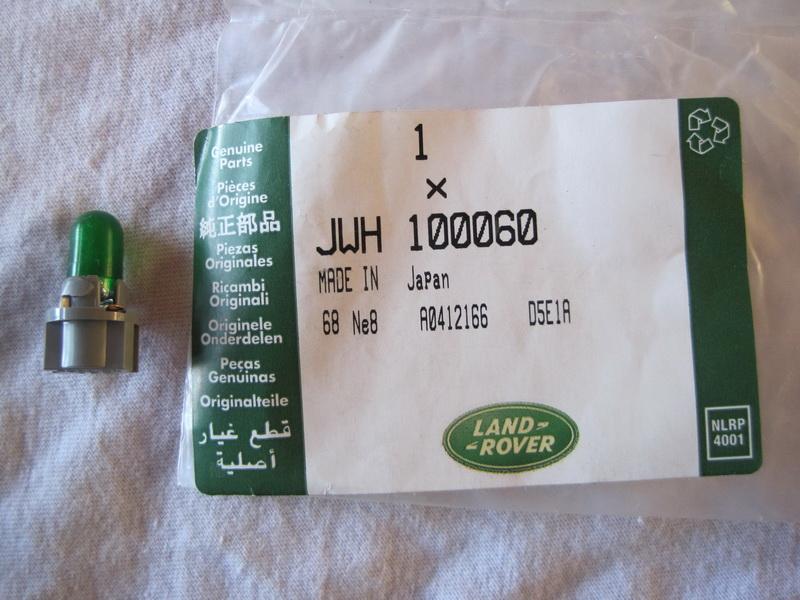 Genuine
Parts
Pièces
d'Origine
純正部品
Piezas
Originales
Ricambi
Originali
Originele
Onderdelen
Peças
Genuinas
Originalteile
قطع غيار
أصلية
1
x
JWH 100060
MADE IN Japan
68 Ne8 A0412166 D5E1A
LAND
ROVER
NLRP
4001